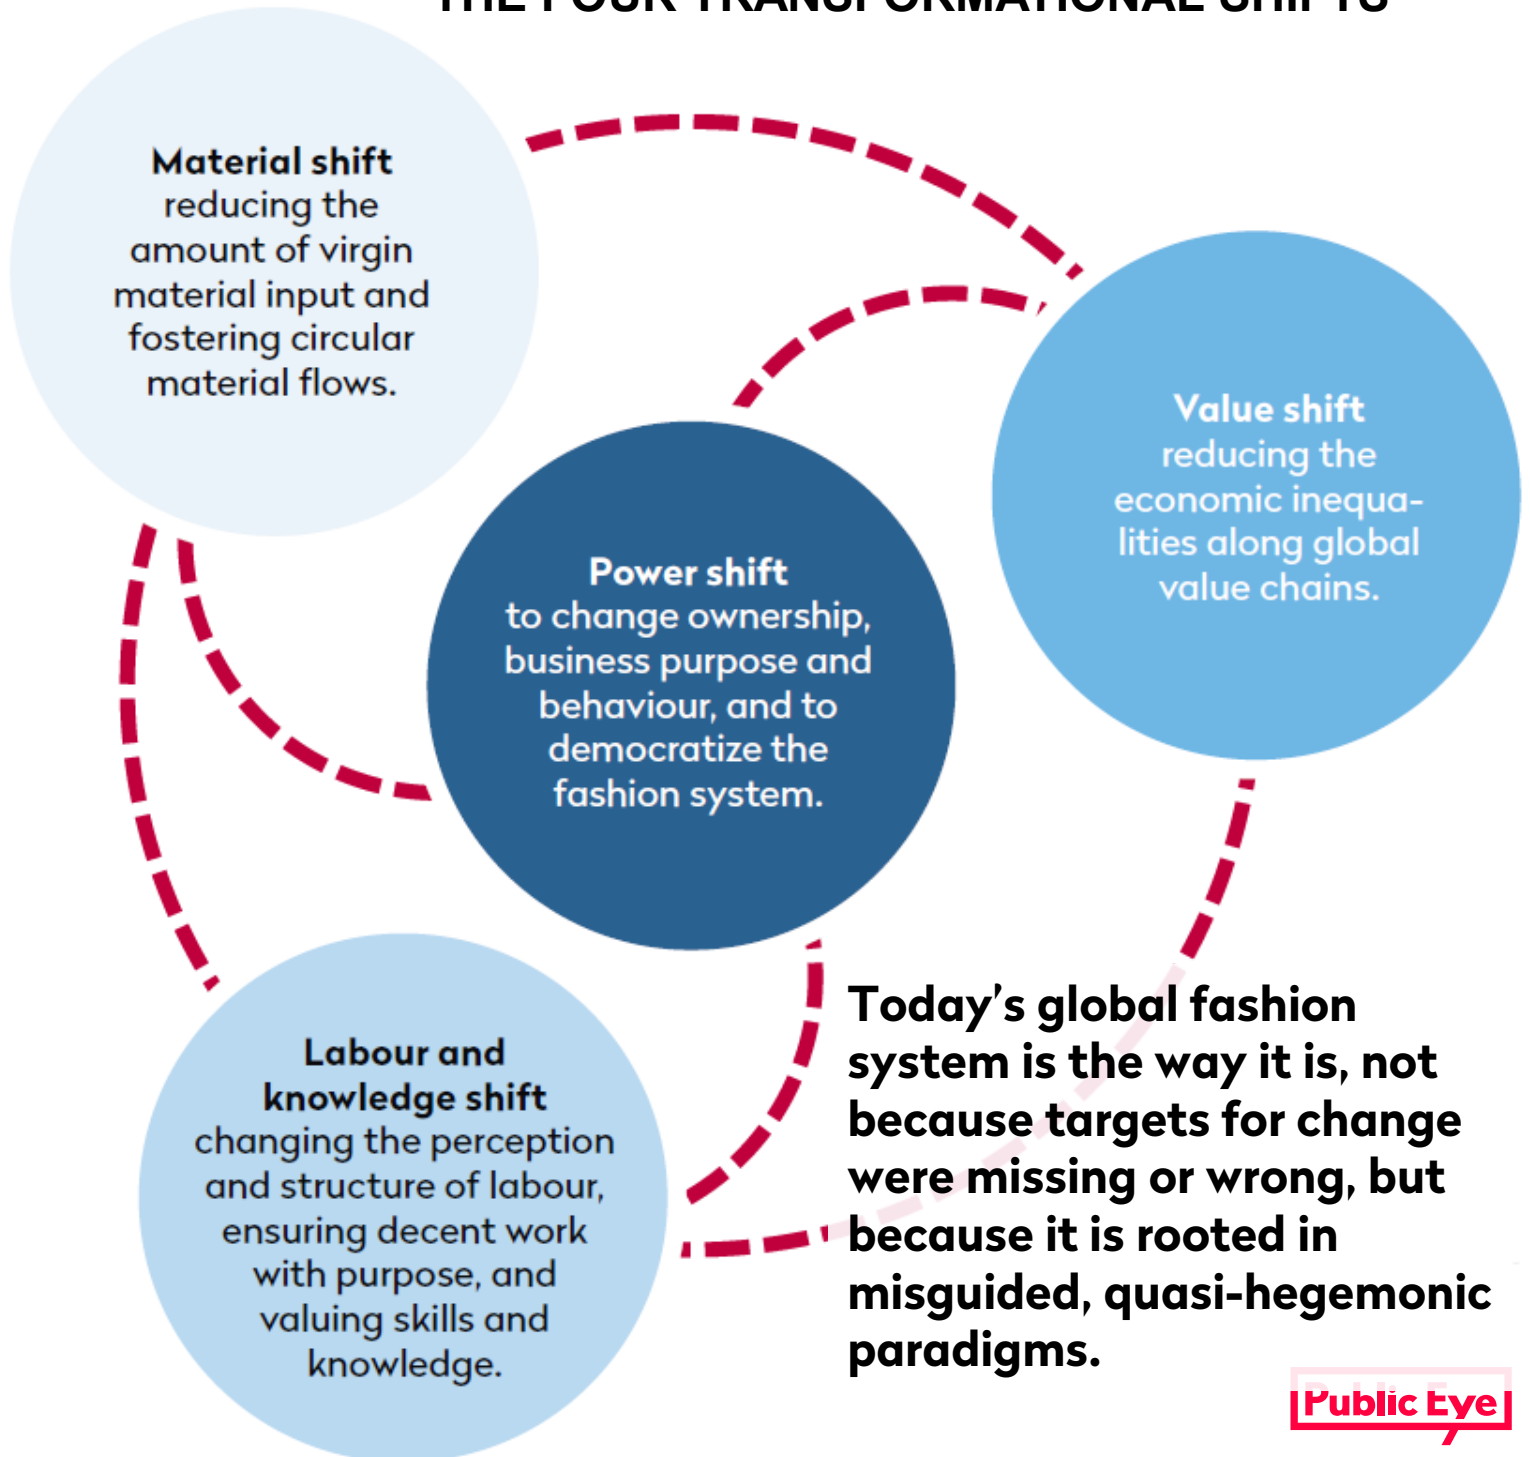 THE FOUR TRANSFORMATIONAL SHIFTS
Material shift
reducing the
amount of virgin
material input and
fostering circular
material flows.
Value shift
reducing the
economic inequa-
lities along global
value chains.
Power shift
to change ownership,
business purpose and
behaviour, and to
democratize the
fashion system.
Labour and
knowledge shift
changing the perception
and structure of labour,
ensuring decent work
with purpose, and
valuing skills and
knowledge.
Today’s global fashion
system is the way it is, not
because targets for change
were missing or wrong, but
because it is rooted in
misguided, quasi-hegemonic
paradigms.
Public Eye